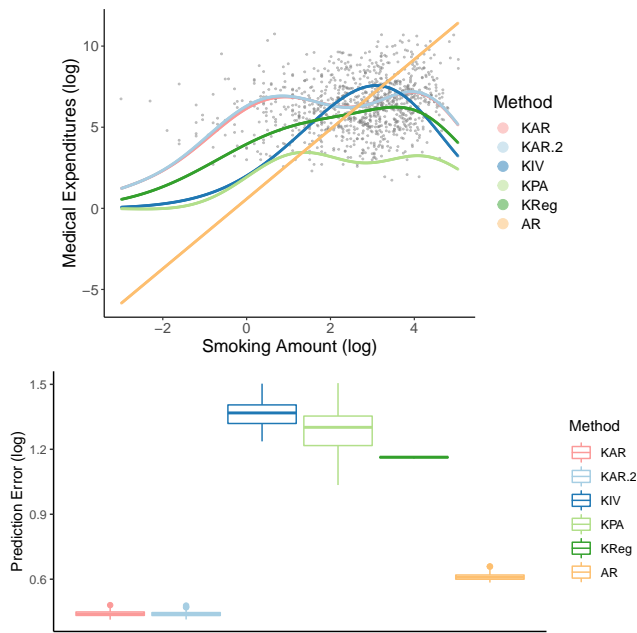 10
5
0
−5
Medical Expenditures (log)
−2
0
2
4
Smoking Amount (log)
Method
KAR
KAR.2
KIV
KPA
KReg
AR
1.5
1.2
0.9
0.6
Prediction Error (log)
Method
KAR
KAR.2
KIV
KPA
KReg
AR